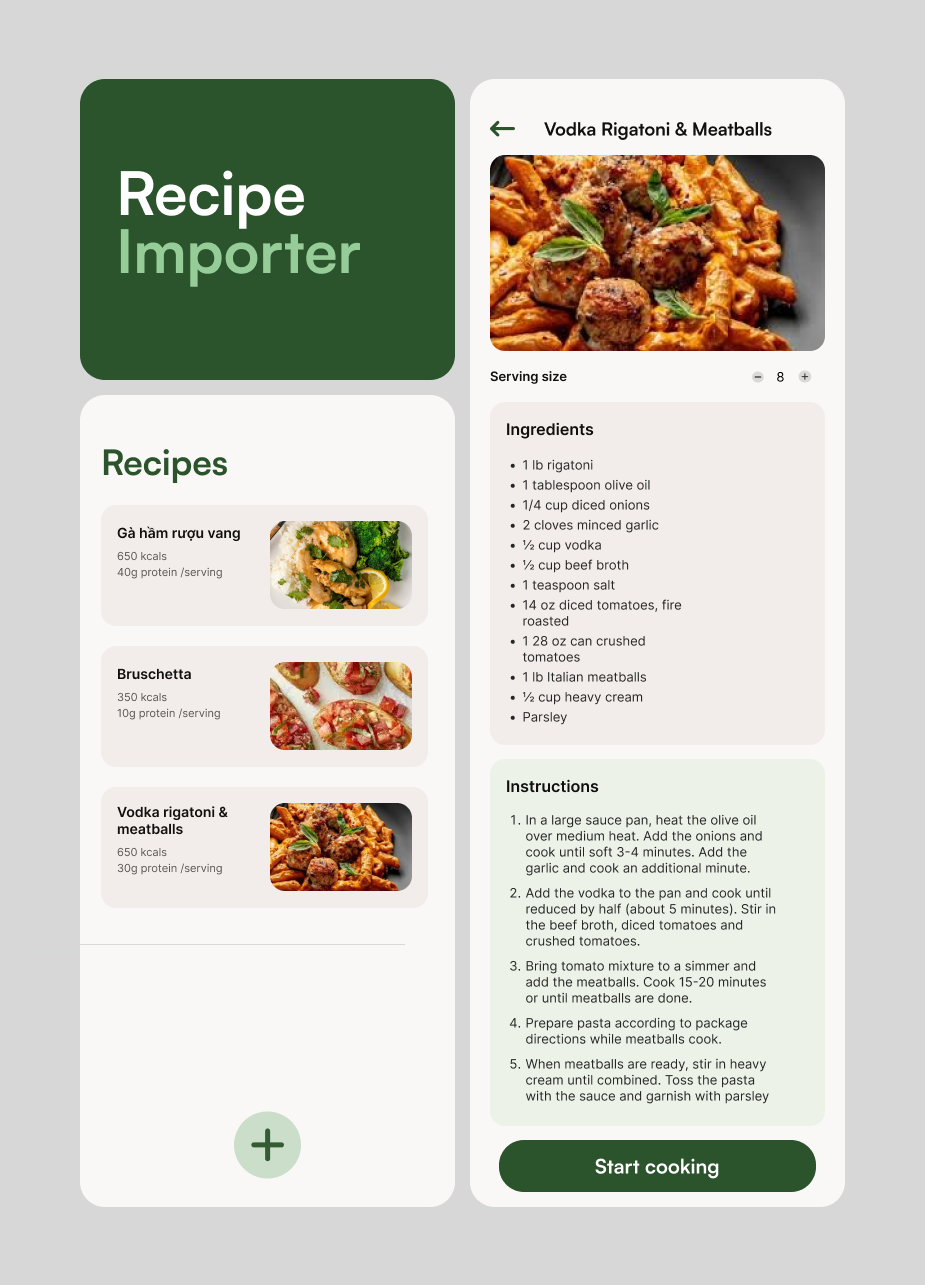 Recipe
Importer
Recipes
Gà hầm rượu vang
650 kcals
40g protein /serving
Bruschetta
350 kcals
10g protein /serving
Vodka rigatoni &
meatballs
650 kcals
30g protein /serving
Vodka Rigatoni & Meatballs
Serving size
8
Ingredients
• 1 lb rigatoni
• 1 tablespoon olive oil
• 1/4 cup diced onions
• 2 cloves minced garlic
• ½ cup vodka
• ½ cup beef broth
• 1 teaspoon salt
• 14 oz diced tomatoes, fire
roasted
• 1 28 oz can crushed
tomatoes
• 1 lb Italian meatballs
• ½ cup heavy cream
• Parsley
Instructions
1. In a large sauce pan, heat the olive oil
over medium heat. Add the onions and
cook until soft 3-4 minutes. Add the
garlic and cook an additional minute.
2. Add the vodka to the pan and cook until
reduced by half (about 5 minutes). Stir in
the beef broth, diced tomatoes and
crushed tomatoes.
3. Bring tomato mixture to a simmer and
add the meatballs. Cook 15-20 minutes
or until meatballs are done.
4. Prepare pasta according to package
directions while meatballs cook.
5. When meatballs are ready, stir in heavy
cream until combined. Toss the pasta
with the sauce and garnish with parsley
Start cooking